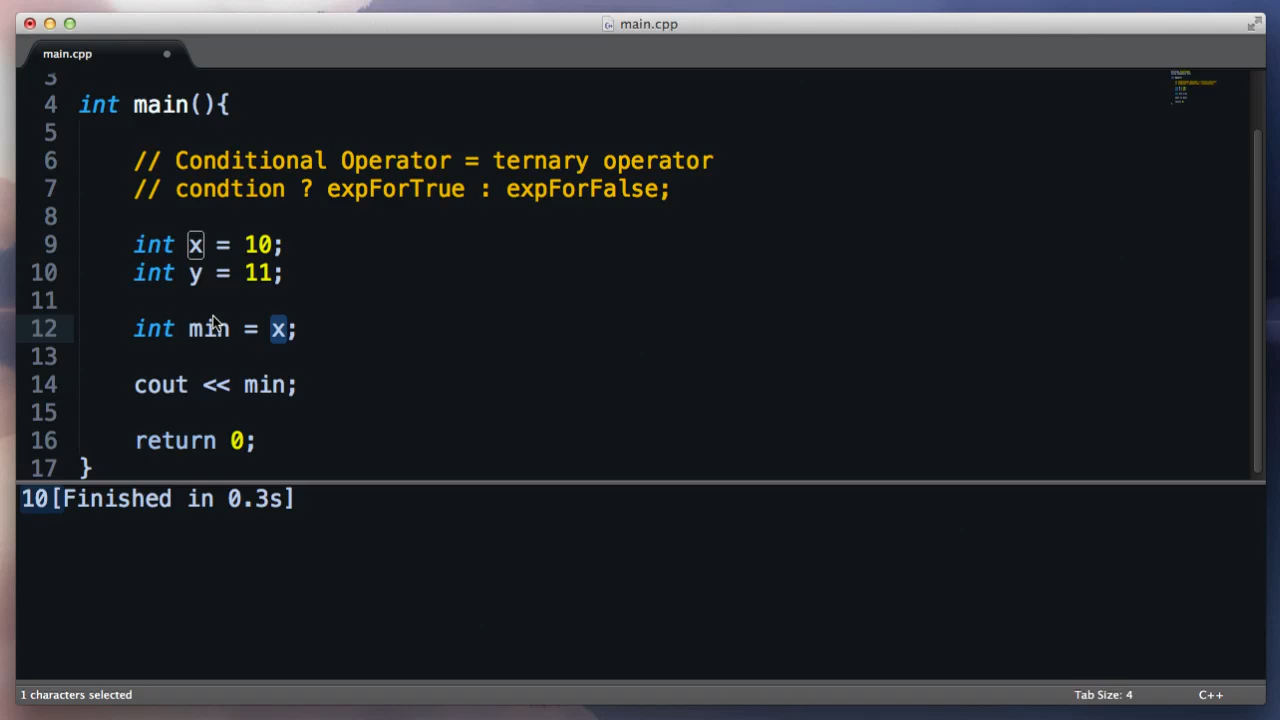 main.cpp
main.cpp
3
4 int main(){
5
6 // Conditional Operator = ternary operator
7 // condtion ? expForTrue : expForFalse;
8
9 int x = 10;
10 int y = 11;
11
12 int min = x;
13
14 cout << min;
15
16 return 0;
17 }
10[Finished in 0.3s]
1 characters selected Tab Size: 4 C++